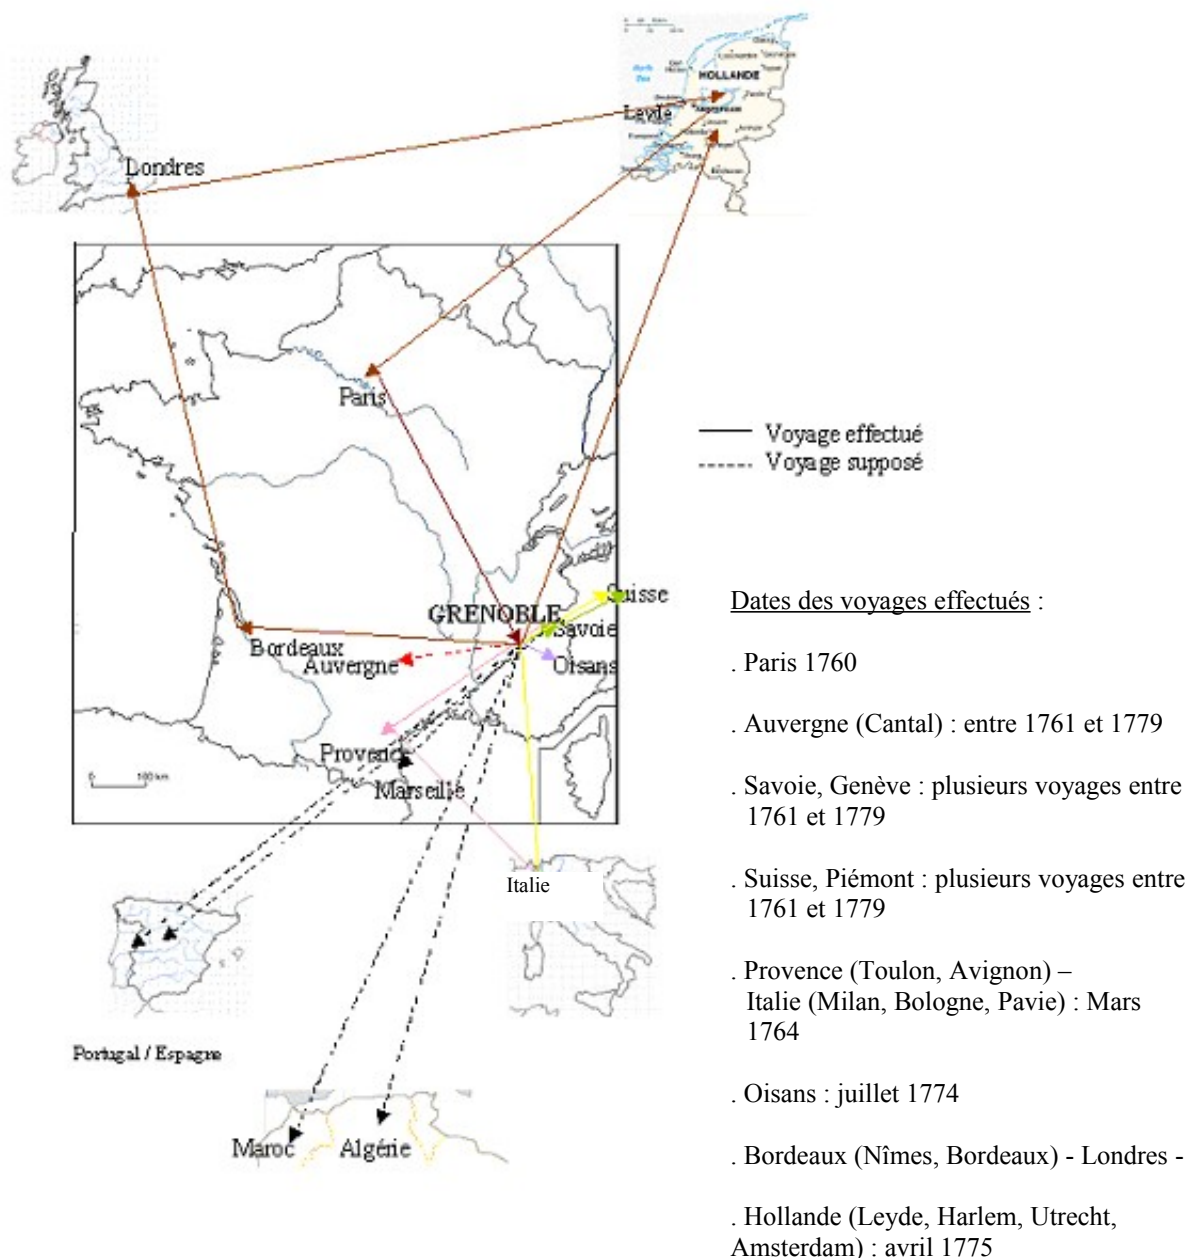 HOLLANDE
Leyde
Londres
Paris
Voyage effectué
Voyage supposé
Suisse
GRENOBLE
Savoie
Bordeaux
Auvergne
Oisans
Provence
Marseille
0 100 km
Italie
Portugal / Espagne
Maroc
Algérie
Dates des voyages effectués :
. Paris 1760
. Auvergne (Cantal) : entre 1761 et 1779
. Savoie, Genève : plusieurs voyages entre
1761 et 1779
. Suisse, Piémont : plusieurs voyages entre
1761 et 1779
. Provence (Toulon, Avignon) –
Italie (Milan, Bologne, Pavie) : Mars
1764
. Oisans : juillet 1774
. Bordeaux (Nîmes, Bordeaux) - Londres -
. Hollande (Leyde, Harlem, Utrecht,
Amsterdam) : avril 1775